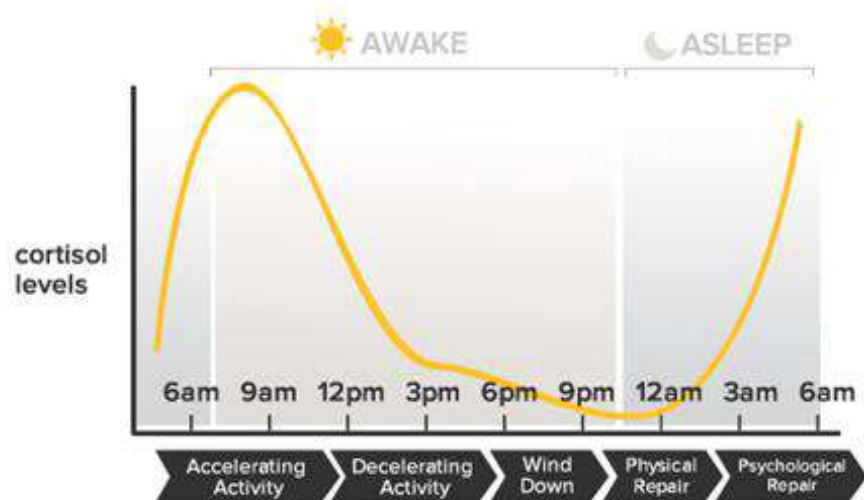 AWAKE
ASLEEP
cortisol
levels
6am 9am 12pm 3pm 6pm 9pm 12am 3am 6am
Accelerating
Activity
Decelerating
Activity
Wind
Down
Physical
Repair
Psychological
Repair